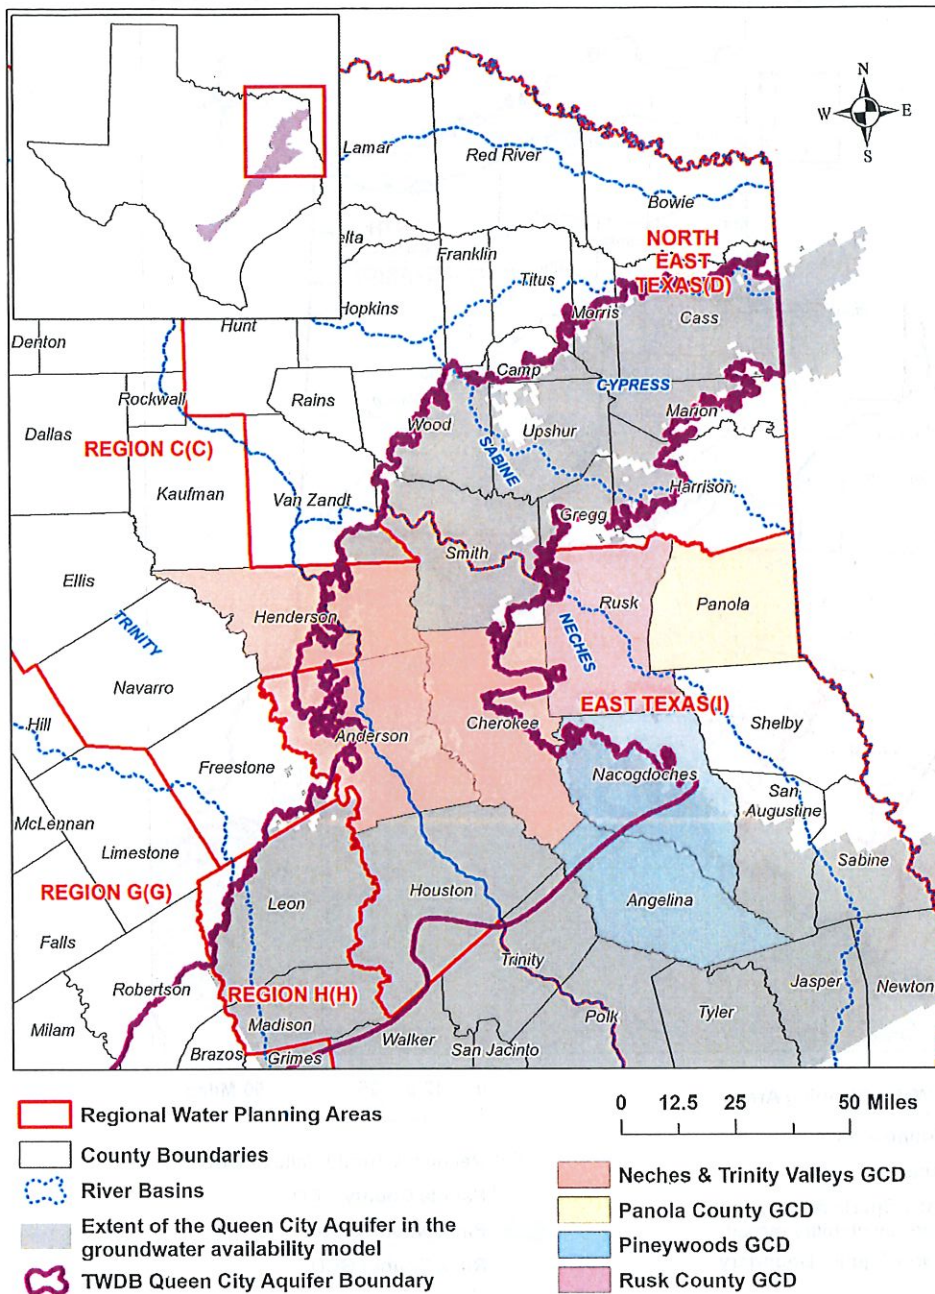 N
W E
S
Lamar
Red River
Bowie
elta
Franklin
NORTH
EAST
TEXAS(D)
Titus
Hopkins
Morris
Cass
Hunt
Denton
Camp
CYPRESS
Rockwall
Rains
Marion
Wood
Upshur
Dallas
REGION C(C)
SABINE
Harrison
Kaufman
Van Zandt
Gregg
Smith
Ellis
Rusk
Panola
Henderson
TRINITY
NECHES
Navarro
EAST TEXAS(I)
Hill
Cherokee
Shelby
Anderson
Freestone
Nacogdoches
San
Augustine
McLennan
Limestone
Sabine
REGION G(G)
Leon
Houston
Angelina
Falls
Trinity
Robertson
REGION H(H)
Jasper
Newton
Milam
Madison
Polk
Tyler
Walker
Brazos
Grimes
San Jacinto
Regional Water Planning Areas
County Boundaries
River Basins
Extent of the Queen City Aquifer in the
groundwater availability model
TWDB Queen City Aquifer Boundary
0 12.5 25 50 Miles
Neches & Trinity Valleys GCD
Panola County GCD
Pineywoods GCD
Rusk County GCD